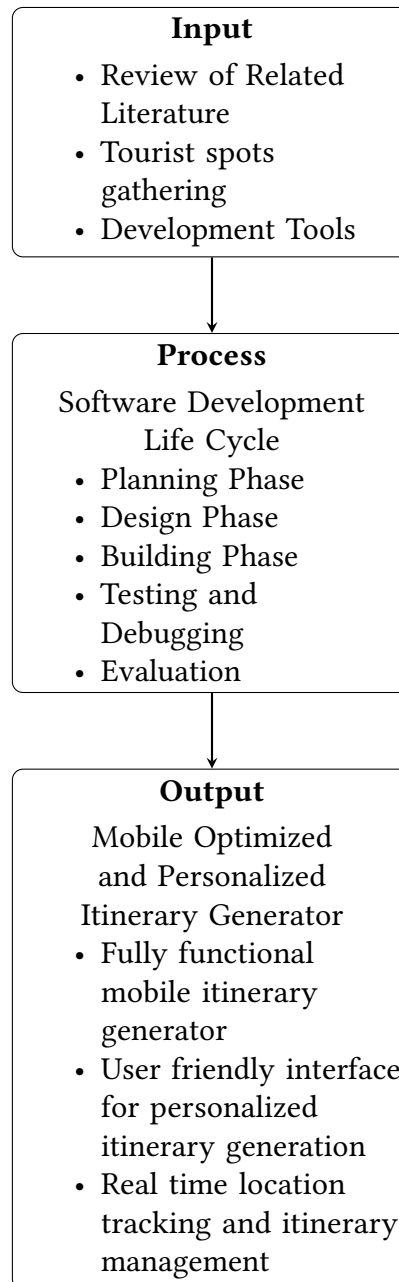 Input
• Review of Related
Literature
• Tourist spots
gathering
• Development Tools
Process
Software Development
Life Cycle
• Planning Phase
• Design Phase
• Building Phase
• Testing and
Debugging
• Evaluation
Output
Mobile Optimized
and Personalized
Itinerary Generator
• Fully functional
mobile itinerary
generator
• User friendly interface
for personalized
itinerary generation
• Real time location
tracking and itinerary
management